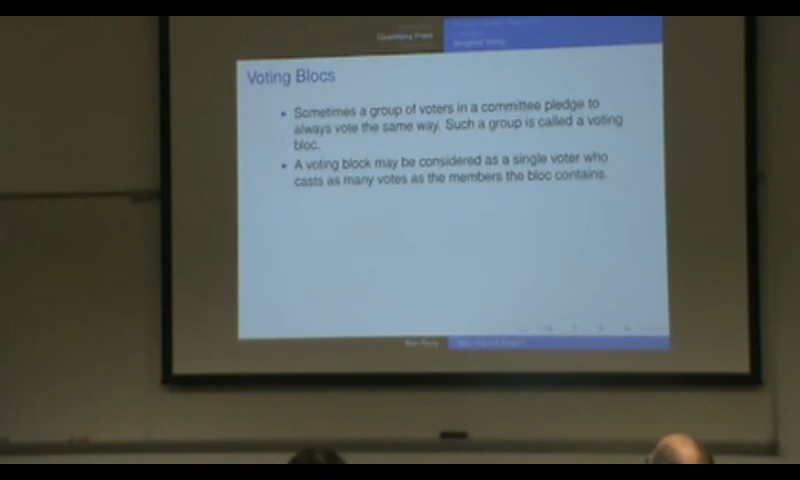 Quantifying Power
Weighted Voting
Voting Blocs
Sometimes a group of voters in a committee pledge to
always vote the same way. Such a group is called a voting
bloc.
A voting block may be considered as a single voter who
casts as many votes as the members the bloc contains.